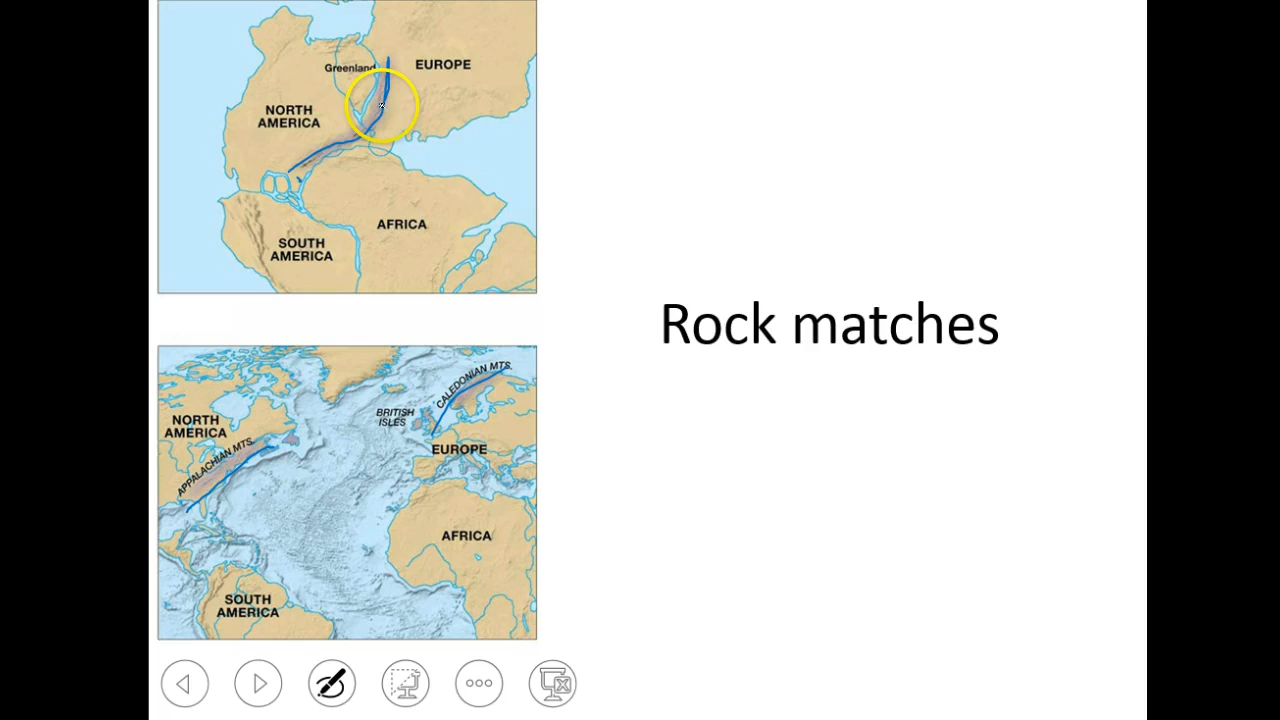 Greenland
EUROPE
NORTH
AMERICA
AFRICA
SOUTH
AMERICA
Rock matches
CALEDONIAN MTS.
BRITISH
ISLES
NORTH
AMERICA
EUROPE
APPALACHIAN MTS.
AFRICA
SOUTH
AMERICA